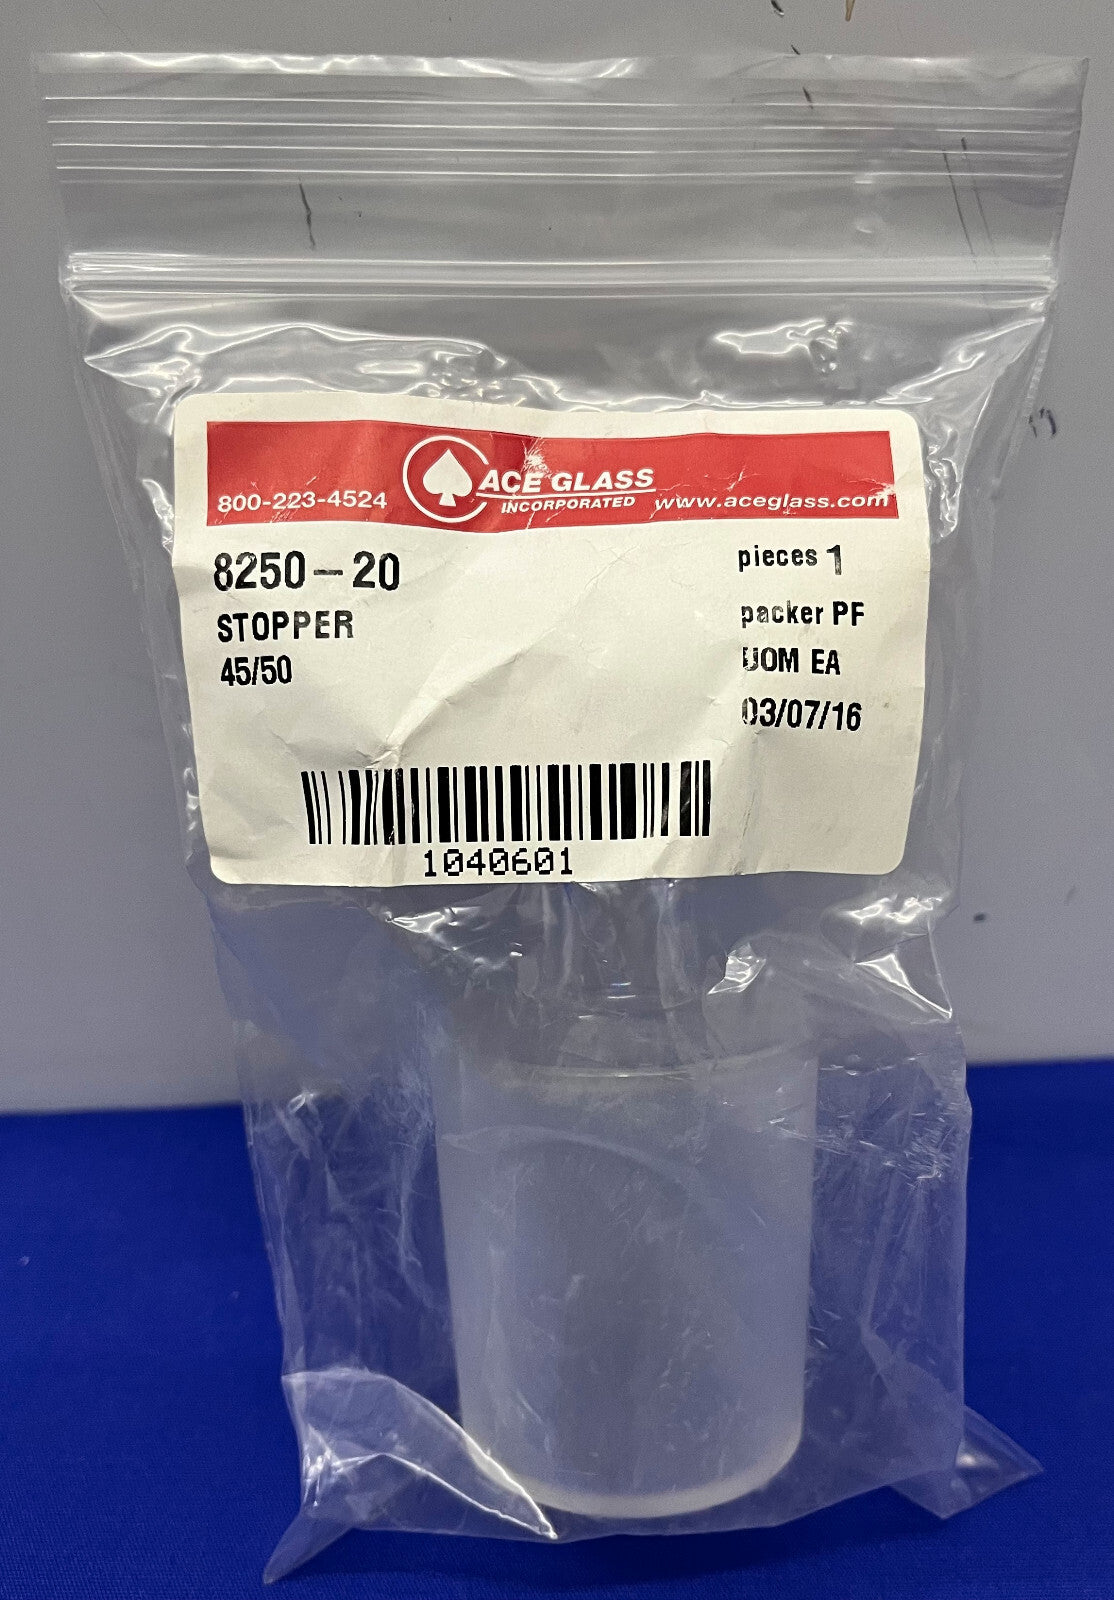 800-223-4524
ACE GLASS
INCORPORATED
www.aceglass.com
8250-20
STOPPER
45/50
pieces 1
packer PF
UOM EA
03/07/16
1040601